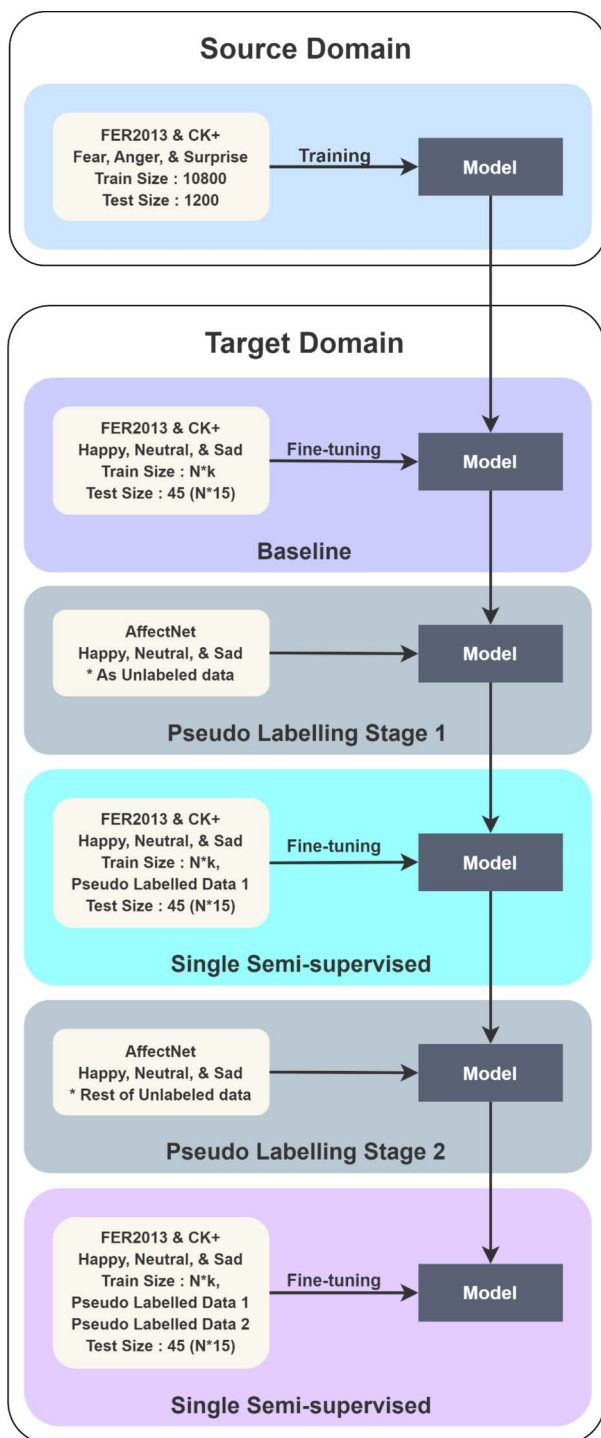 Source Domain
FER2013 & CK+
Fear, Anger, & Surprise
Train Size : 10800
Test Size : 1200
Training
Model
Target Domain
FER2013 & CK+
Happy, Neutral, & Sad
Train Size : N*k
Test Size : 45 (N*15)
Fine-tuning
Model
Baseline
AffectNet
Happy, Neutral, & Sad
* As Unlabeled data
Model
Pseudo Labelling Stage 1
FER2013 & CK+
Happy, Neutral, & Sad
Train Size : N*k,
Pseudo Labelled Data 1
Test Size : 45 (N*15)
Fine-tuning
Model
Single Semi-supervised
AffectNet
Happy, Neutral, & Sad
* Rest of Unlabeled data
Model
Pseudo Labelling Stage 2
FER2013 & CK+
Happy, Neutral, & Sad
Train Size : N*k,
Pseudo Labelled Data 1
Pseudo Labelled Data 2
Test Size : 45 (N*15)
Fine-tuning
Model
Single Semi-supervised